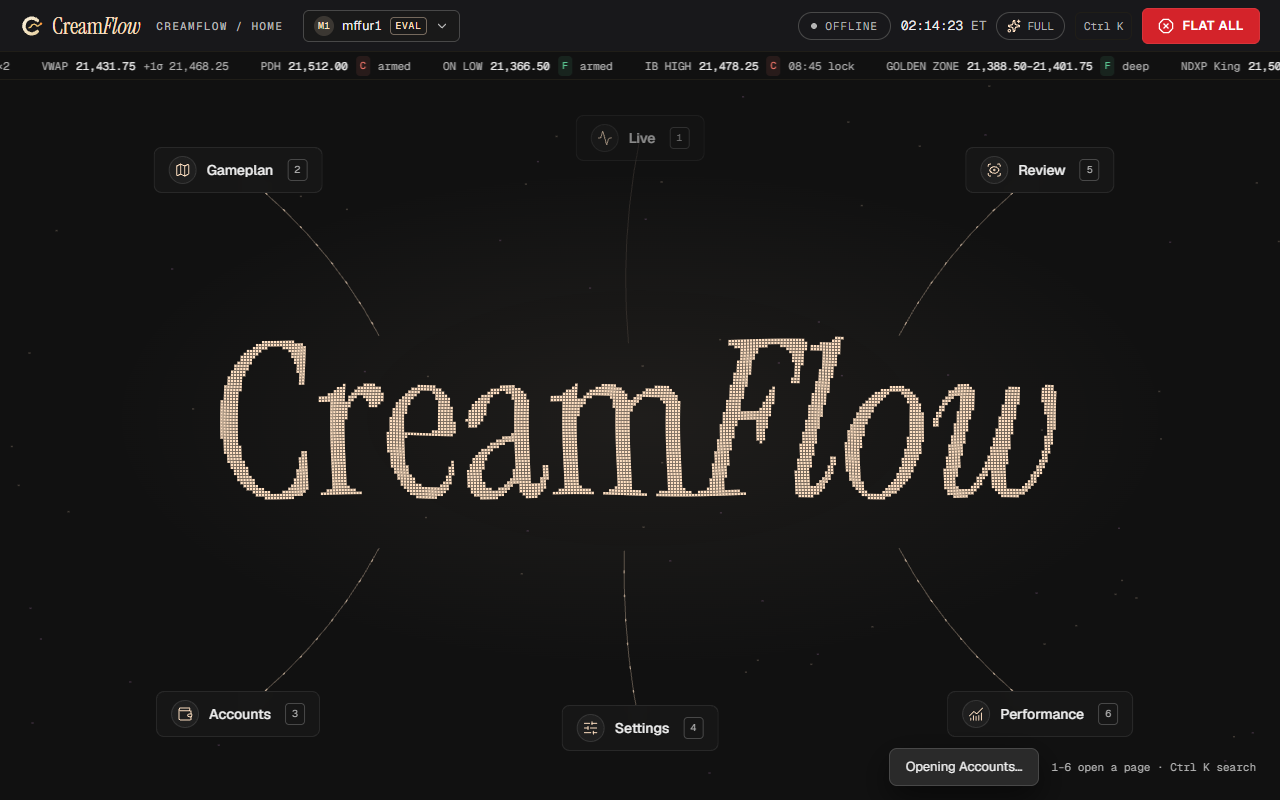 CreamFlow CREAMFLOW / HOME M1 mffur1 EVAL OFFLINE 02:14:23 ET FULL Ctrl K FLAT ALL
×2 VWAP 21,431.75 +1σ 21,468.25 PDH 21,512.00 C armed ON LOW 21,366.50 F armed IB HIGH 21,478.25 C 08:45 lock GOLDEN ZONE 21,388.50–21,401.75 F deep NDXP King 21,50
Live 1
Gameplan 2
Review 5
CreamFlow
Accounts 3
Settings 4
Performance 6
Opening Accounts…
1–6 open a page · Ctrl K search